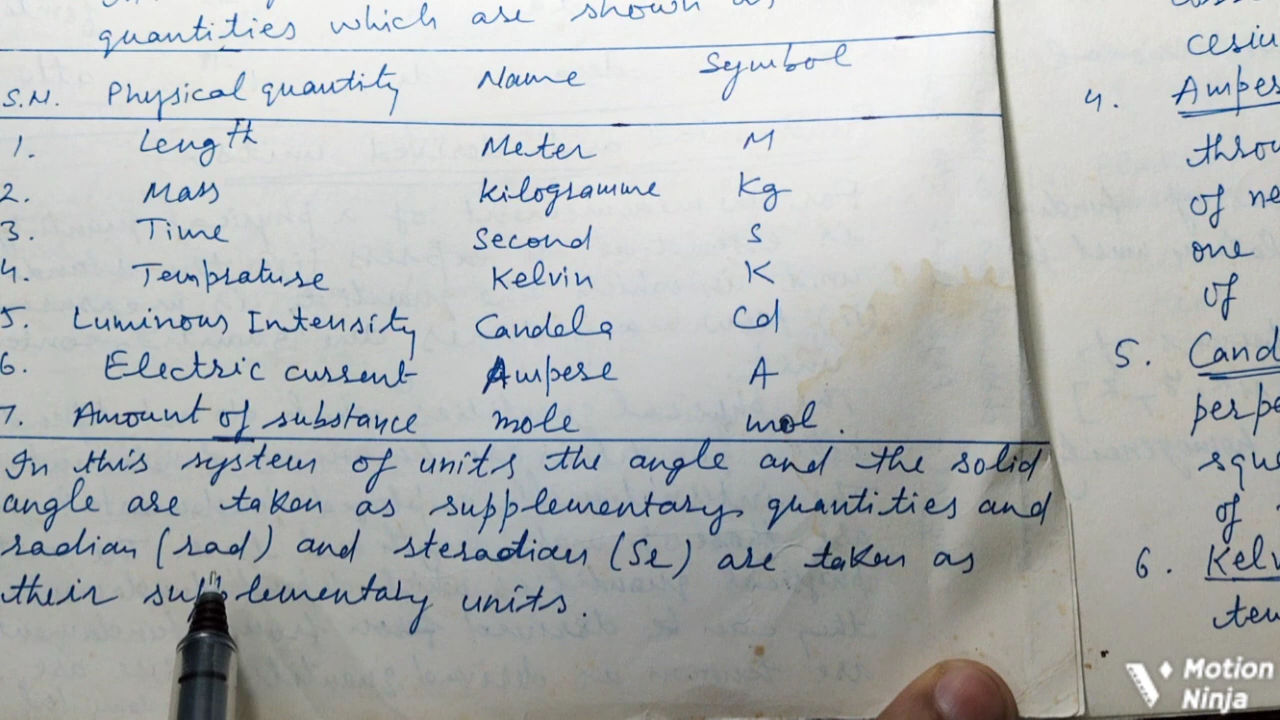 quantities which are shown as
S.N. Physical quantity Name Symbol
1. Length Meter M
2. Mass Kilogramme Kg
3 Time Second S
4. Temprature Kelvin K
5. Luminous Intensity Candela Cd
6. Electric current Ampere A
7. Amount of substance mole mol.
In this system of units, the angle and the solid
angle are taken as supplementary quantities and
radian (rad) and steradian (Se) are taken as
their supplementary units.
cesiu
4. Ampe
throu
of ne
one
of
5. Cand
perpe
squ
of
6. Kelv
tem
Motion
Ninja